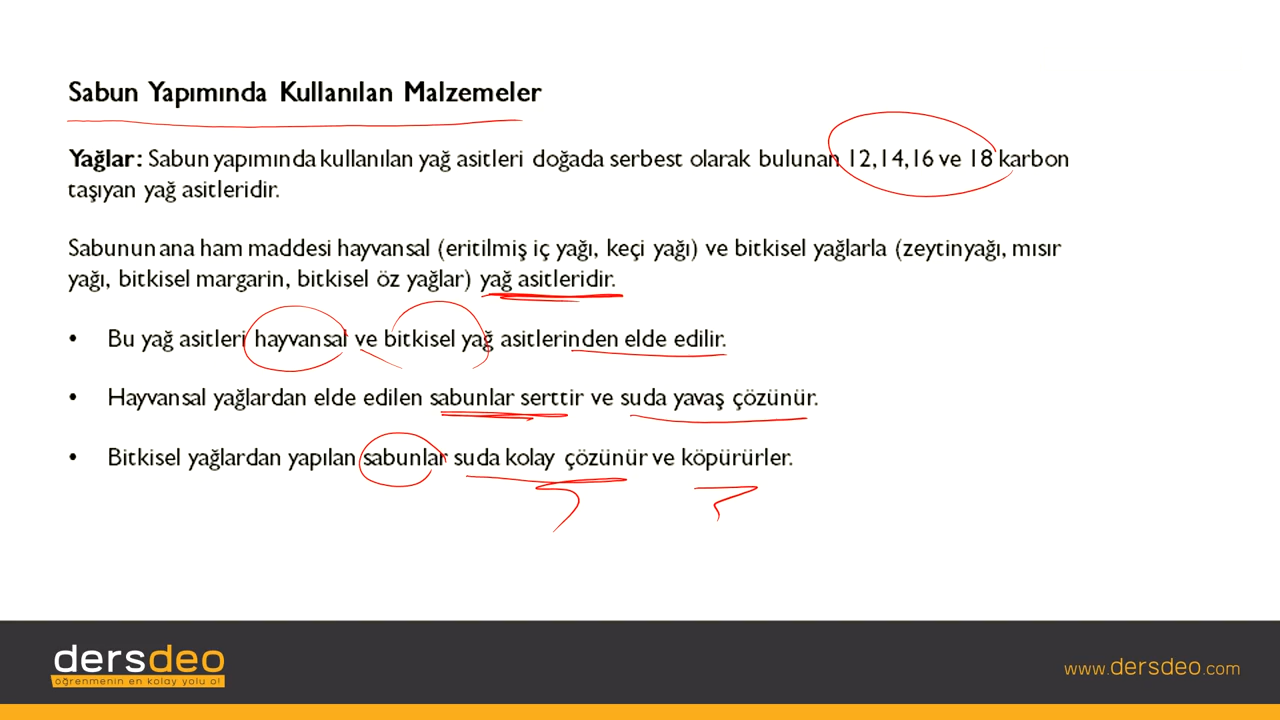 Sabun Yapımında Kullanılan Malzemeler
Yağlar: Sabun yapımında kullanılan yağ asitleri doğada serbest olarak bulunan 12,14,16 ve 18 karbon
taşıyan yağ asitleridir.
Sabunun ana ham maddesi hayvansal (eritilmiş iç yağı, keçi yağı) ve bitkisel yağlarla (zeytinyağı, mısır
yağı, bitkisel margarin, bitkisel öz yağlar) yağ asitleridir.
• Bu yağ asitleri hayvansal ve bitkisel yağ asitlerinden elde edilir.
• Hayvansal yağlardan elde edilen sabunlar serttir ve suda yavaş çözünür.
• Bitkisel yağlardan yapılan sabunlar suda kolay çözünür ve köpürürler.
dersdeo
öğrenmenin en kolay yolu o!
www.dersdeo.com